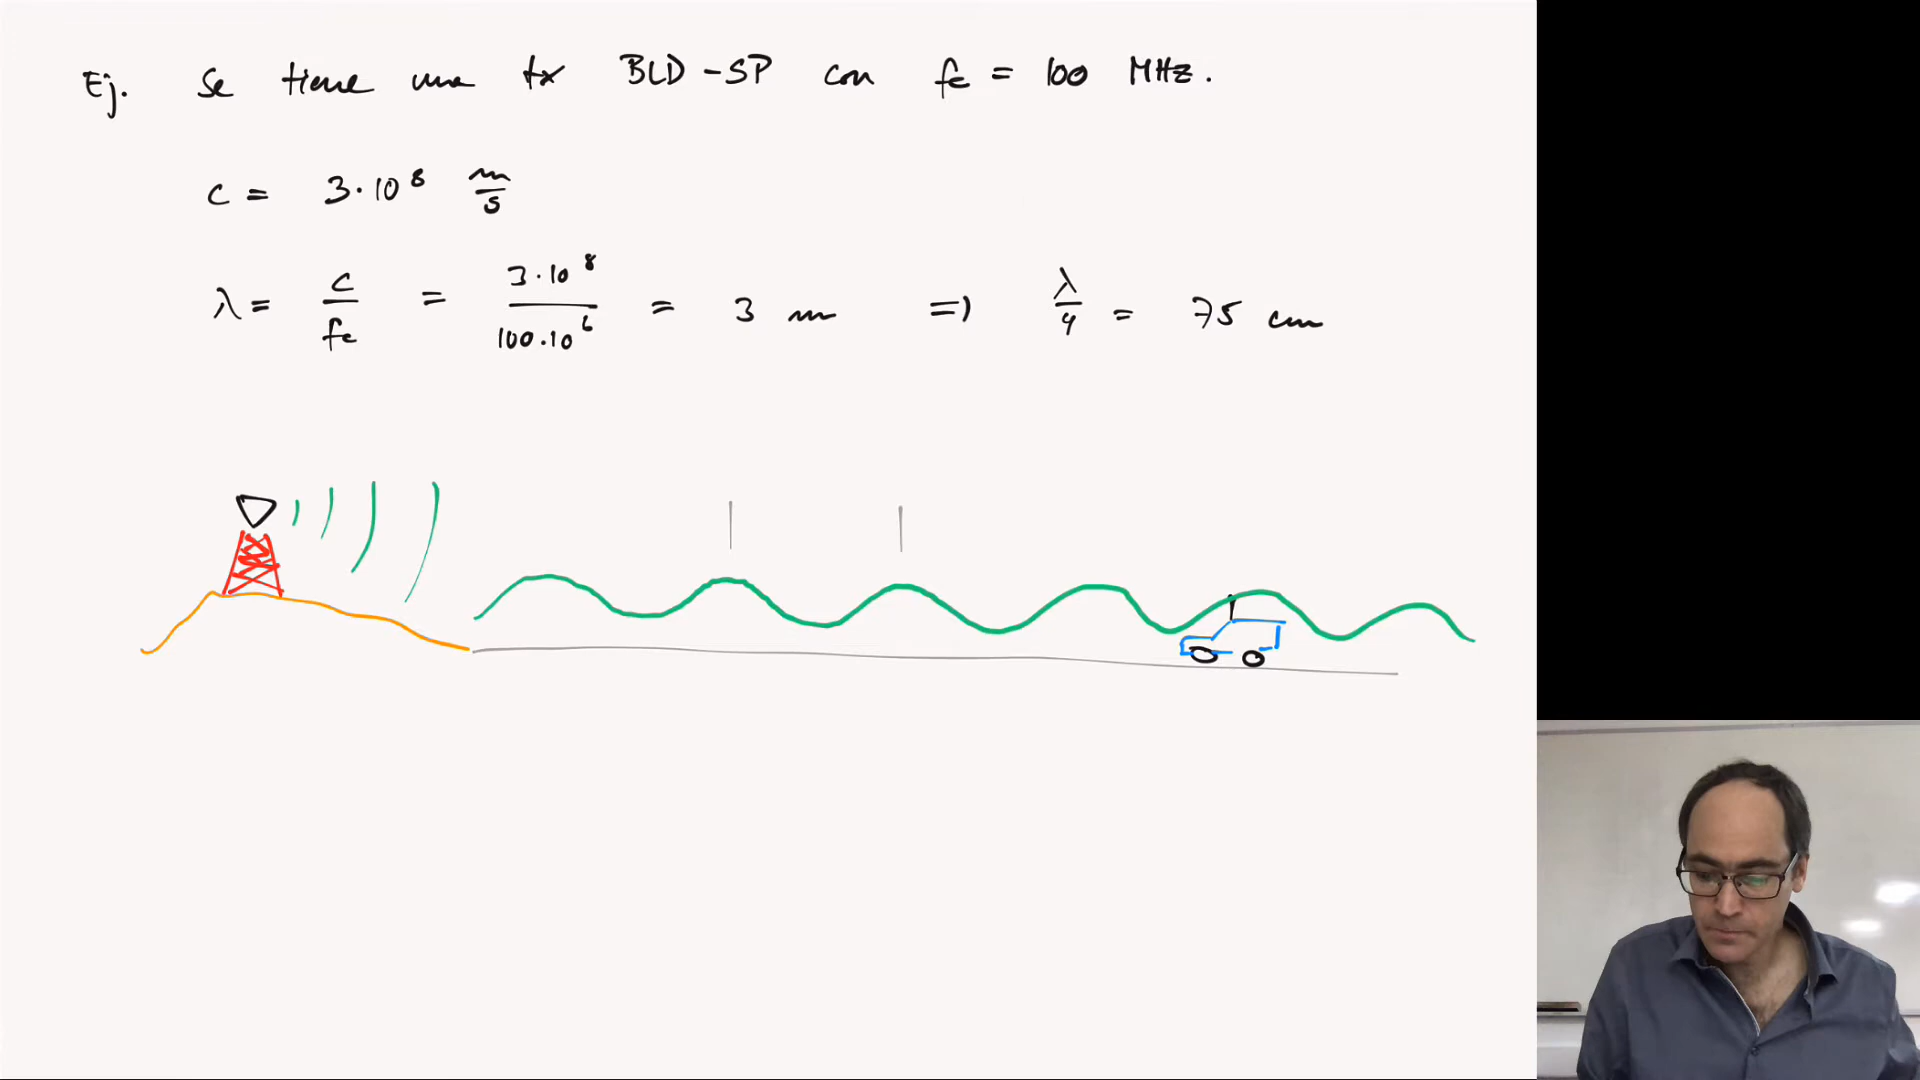 Ej. Se tiene una tx BLD-SP con fc = 100 MHz.
c = 3·10⁸ m/s
λ = c/fc = 3·10⁸/100·10⁶ = 3 m => λ/4 = 75 cm